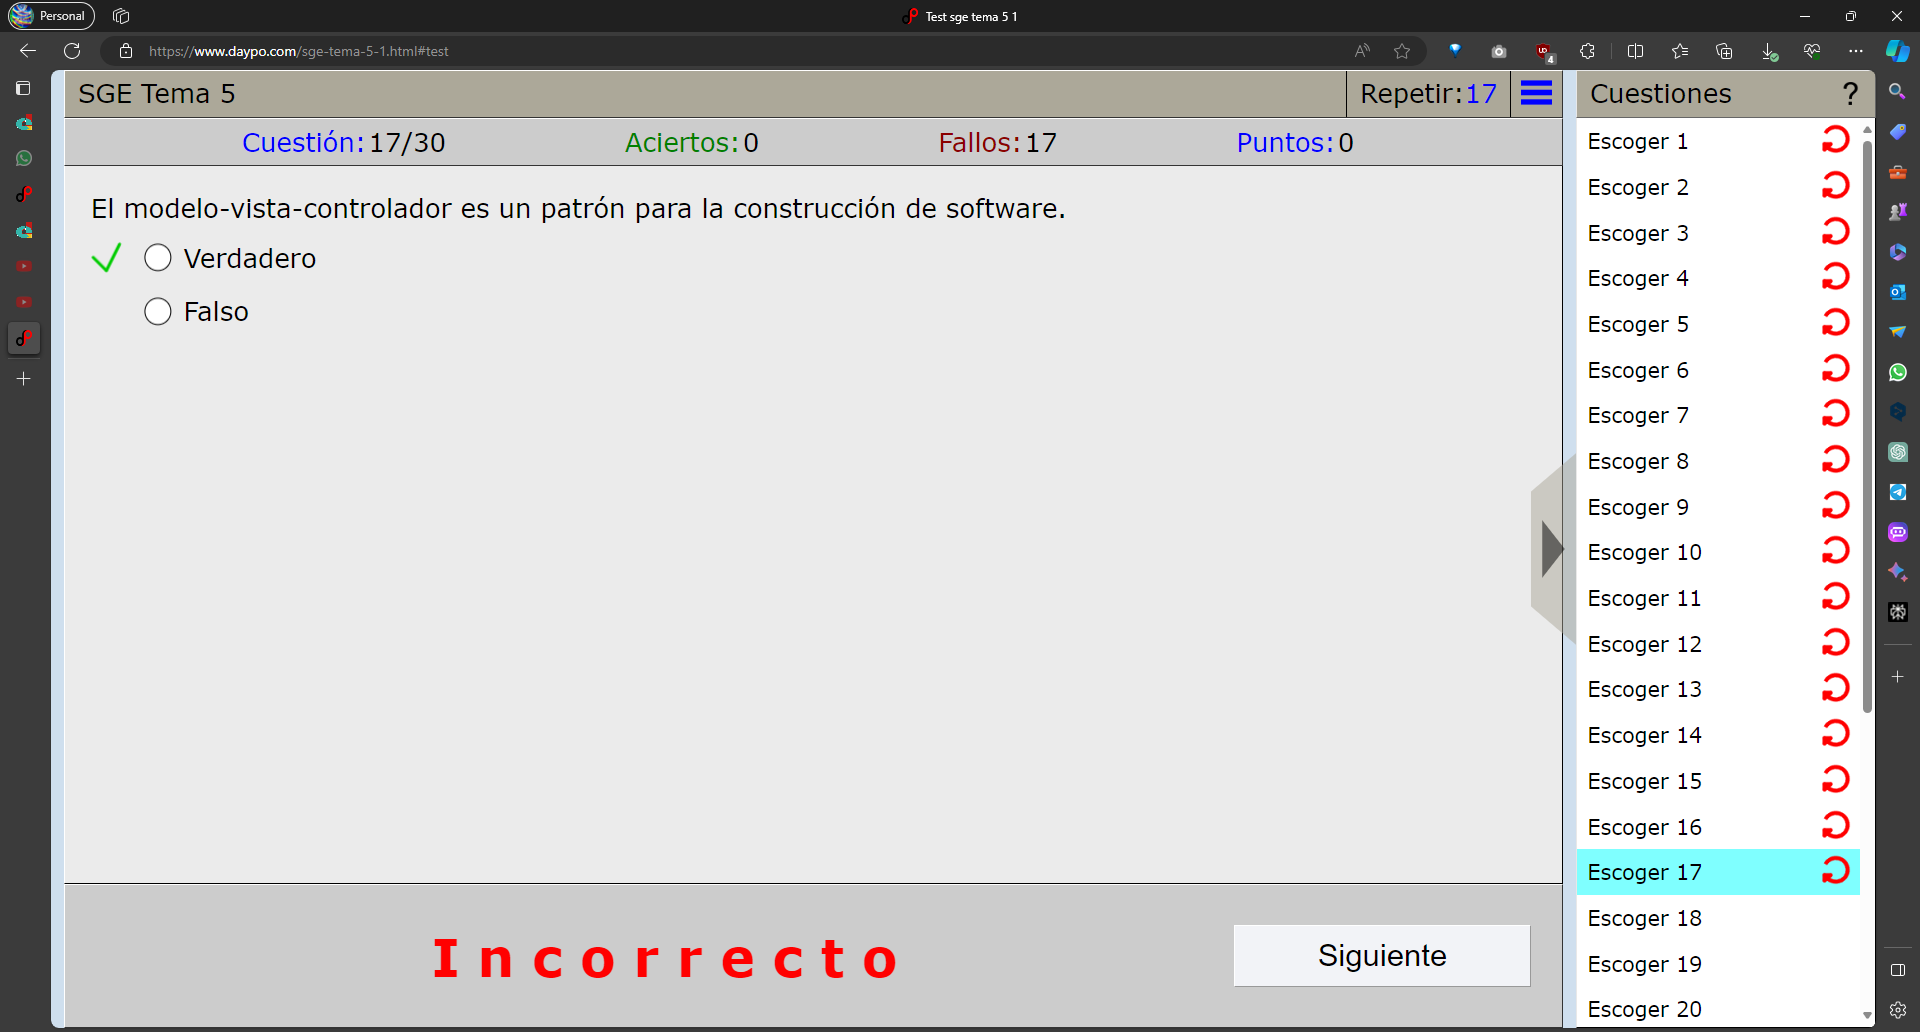 Personal
Test sge tema 5 1
https://www.daypo.com/sge-tema-5-1.html#test
4
SGE Tema 5
Repetir:17
Cuestiones
?
Cuestión:17/30
Aciertos:0
Fallos:17
Puntos:0
El modelo-vista-controlador es un patrón para la construcción de software.
Verdadero
Falso
Incorrecto
Siguiente
Escoger 1
Escoger 2
Escoger 3
Escoger 4
Escoger 5
Escoger 6
Escoger 7
Escoger 8
Escoger 9
Escoger 10
Escoger 11
Escoger 12
Escoger 13
Escoger 14
Escoger 15
Escoger 16
Escoger 17
Escoger 18
Escoger 19
Escoger 20